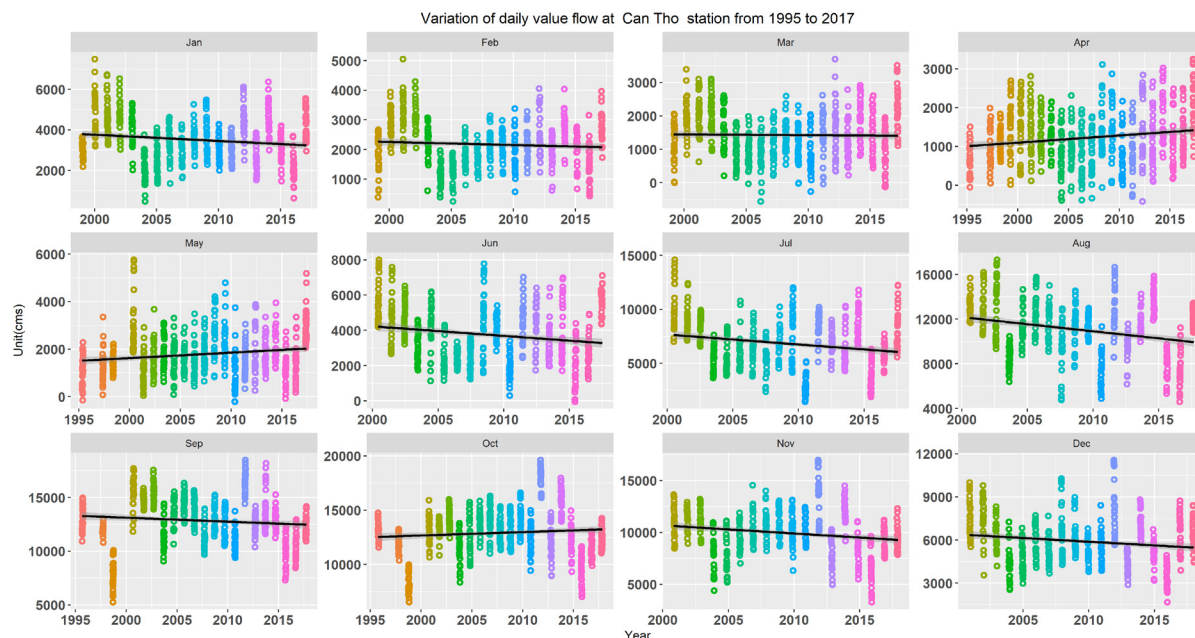 Variation of daily value flow at Can Tho station from 1995 to 2017
Jan Feb Mar Apr
6000 4000 2000
5000 4000 3000 2000 1000
3000 2000 1000 0
3000 2000 1000 0
2000 2005 2010 2015
2000 2005 2010 2015
2000 2005 2010 2015
1995 2000 2005 2010 2015
May Jun Jul Aug
Unit(cms)
6000 4000 2000 0
8000 6000 4000 2000 0
15000 10000 5000
16000 12000 8000 4000
1995 2000 2005 2010 2015
2000 2005 2010 2015
2000 2005 2010 2015
2000 2005 2010 2015
Sep Oct Nov Dec
15000 10000 5000
20000 15000 10000
15000 10000 5000
12000 9000 6000 3000
1995 2000 2005 2010 2015
1995 2000 2005 2010 2015
2000 2005 2010 2015
2000 2005 2010 2015
Year